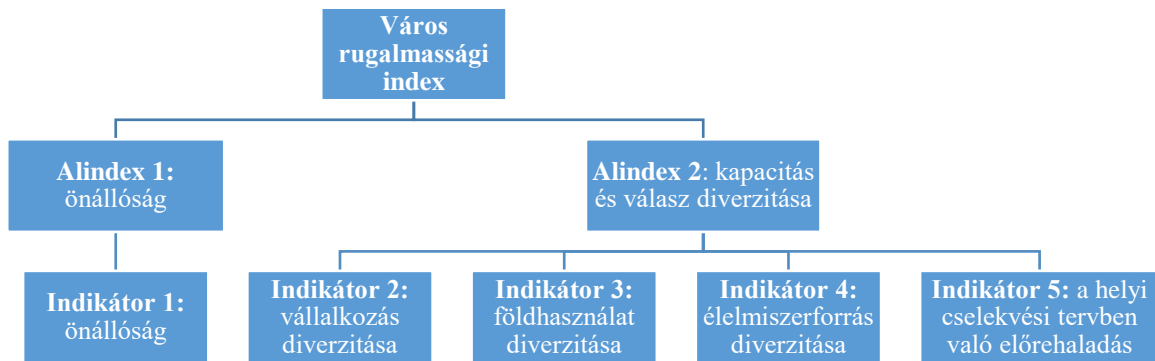 Város
rugalmassági
index
Alindex 1:
önállóság
Alindex 2: kapacitás
és válasz diverzitása
Indikátor 1:
önállóság
Indikátor 2:
vállalkozás
diverzitása
Indikátor 3:
földhasználat
diverzitása
Indikátor 4:
élelmiszerforrás
diverzitása
Indikátor 5: a helyi
cselekvési tervben
való előrehaladás